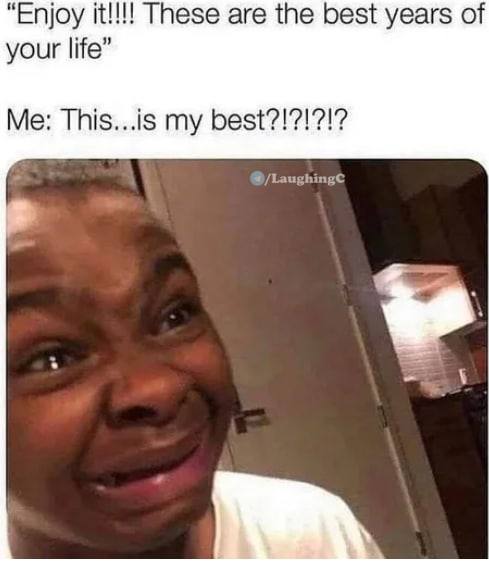 “Enjoy it!!!! These are the best years of
your life”
Me: This...is my best?!?!?!?
/LaughingC